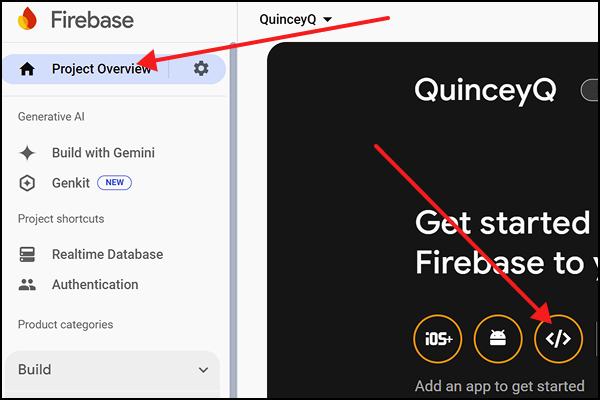 Firebase
QuinceyQ
Project Overview
Generative AI
Build with Gemini
Genkit NEW
Project shortcuts
Realtime Database
Authentication
Product categories
Build
QuinceyQ
Get started
Firebase to
iOS+
</>
Add an app to get started